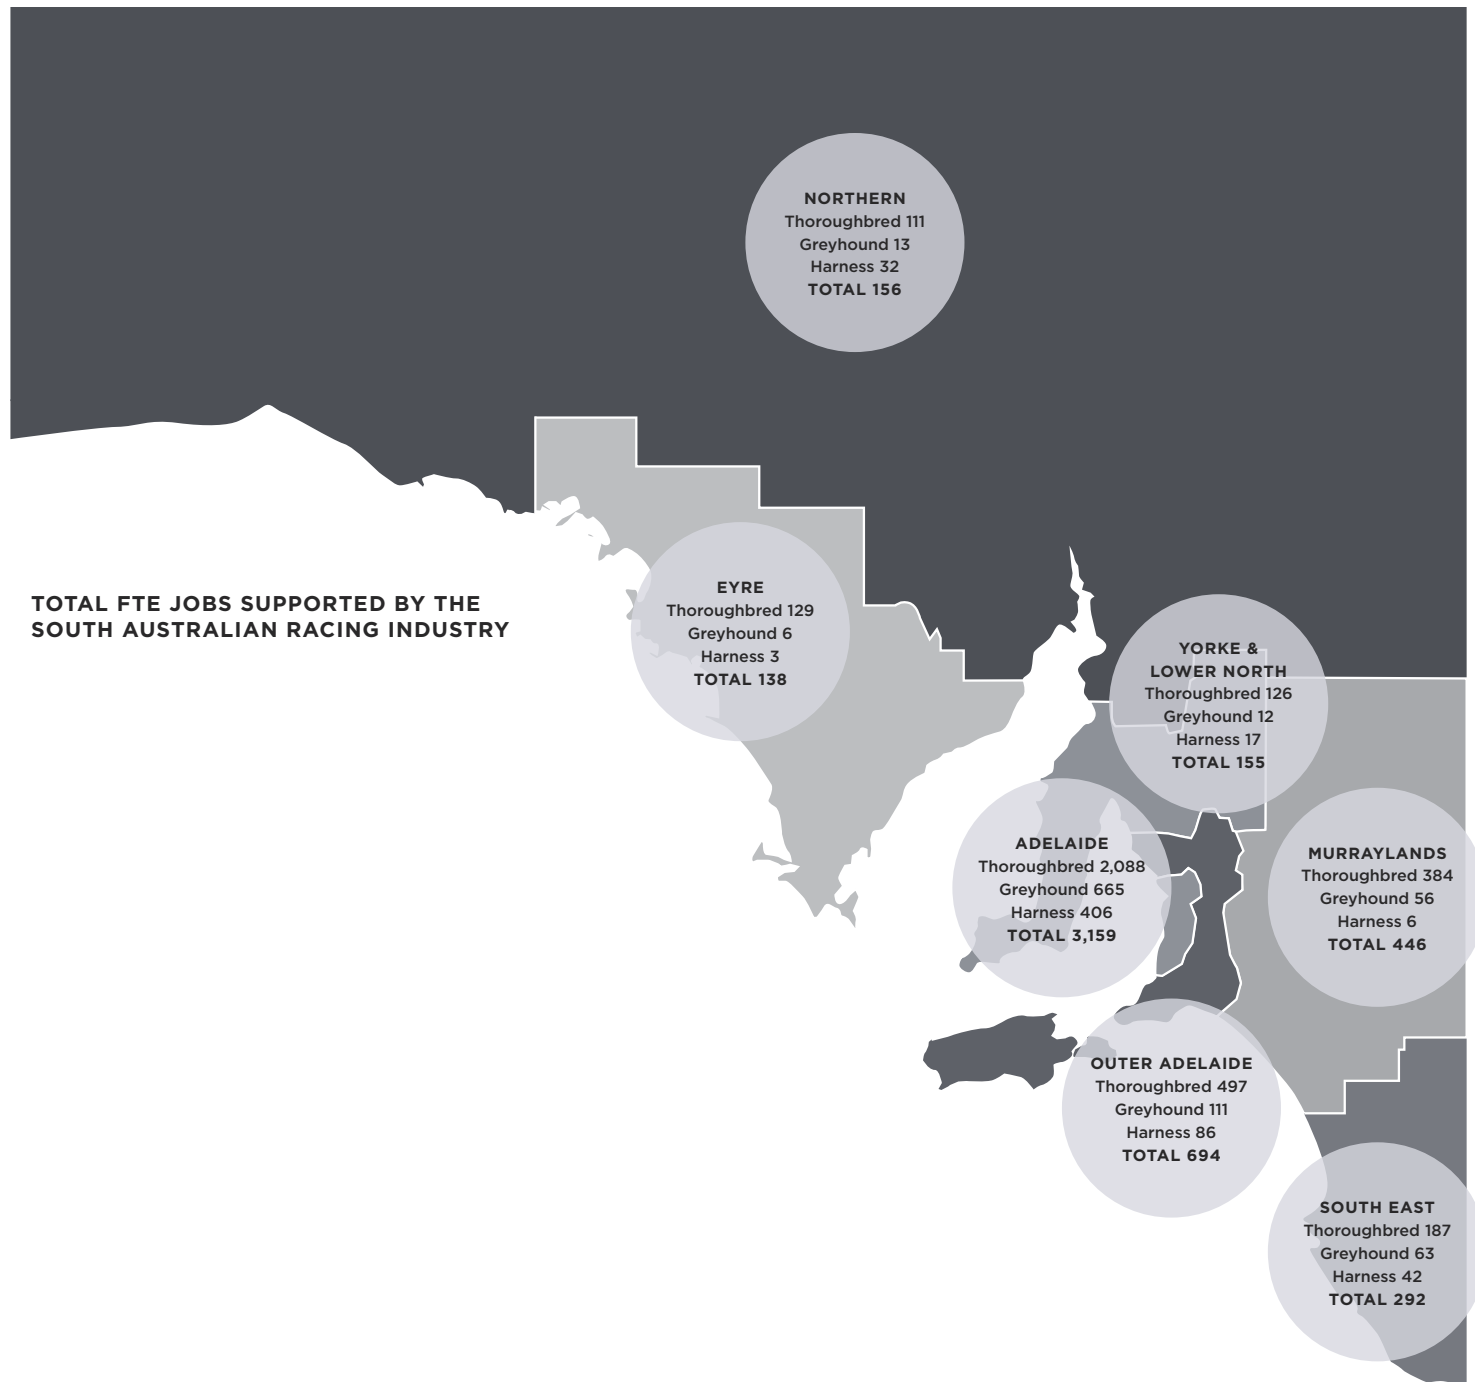 NORTHERN
Thoroughbred 111
Greyhound 13
Harness 32
TOTAL 156
TOTAL FTE JOBS SUPPORTED BY THE
SOUTH AUSTRALIAN RACING INDUSTRY
EYRE
Thoroughbred 129
Greyhound 6
Harness 3
TOTAL 138
YORKE &
LOWER NORTH
Thoroughbred 126
Greyhound 12
Harness 17
TOTAL 155
ADELAIDE
Thoroughbred 2,088
Greyhound 665
Harness 406
TOTAL 3,159
MURRAYLANDS
Thoroughbred 384
Greyhound 56
Harness 6
TOTAL 446
OUTER ADELAIDE
Thoroughbred 497
Greyhound 111
Harness 86
TOTAL 694
SOUTH EAST
Thoroughbred 187
Greyhound 63
Harness 42
TOTAL 292